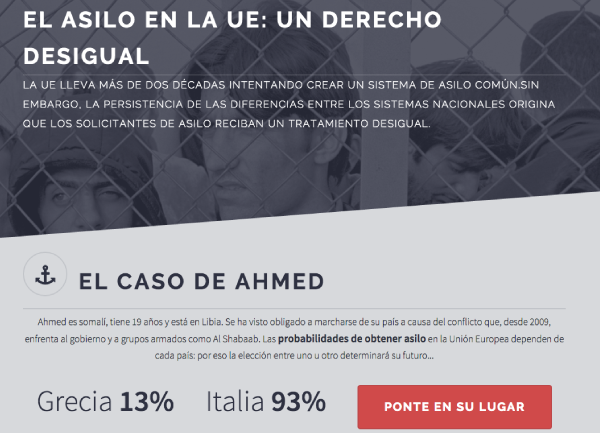 EL ASILO EN LA UE: UN DERECHO
DESIGUAL
LA UE LLEVA MÁS DE DOS DÉCADAS INTENTANDO CREAR UN SISTEMA DE ASILO COMÚN.SIN
EMBARGO, LA PERSISTENCIA DE LAS DIFERENCIAS ENTRE LOS SISTEMAS NACIONALES ORIGINA
QUE LOS SOLICITANTES DE ASILO RECIBAN UN TRATAMIENTO DESIGUAL.
EL CASO DE AHMED
Ahmed es somalí, tiene 19 años y está en Libia. Se ha visto obligado a marcharse de su país a causa del conflicto que, desde 2009,
enfrenta al gobierno y a grupos armados como Al Shabaab. Las probabilidades de obtener asilo en la Unión Europea dependen de
cada país: por eso la elección entre uno u otro determinará su futuro...
Grecia 13% Italia 93% PONTE EN SU LUGAR